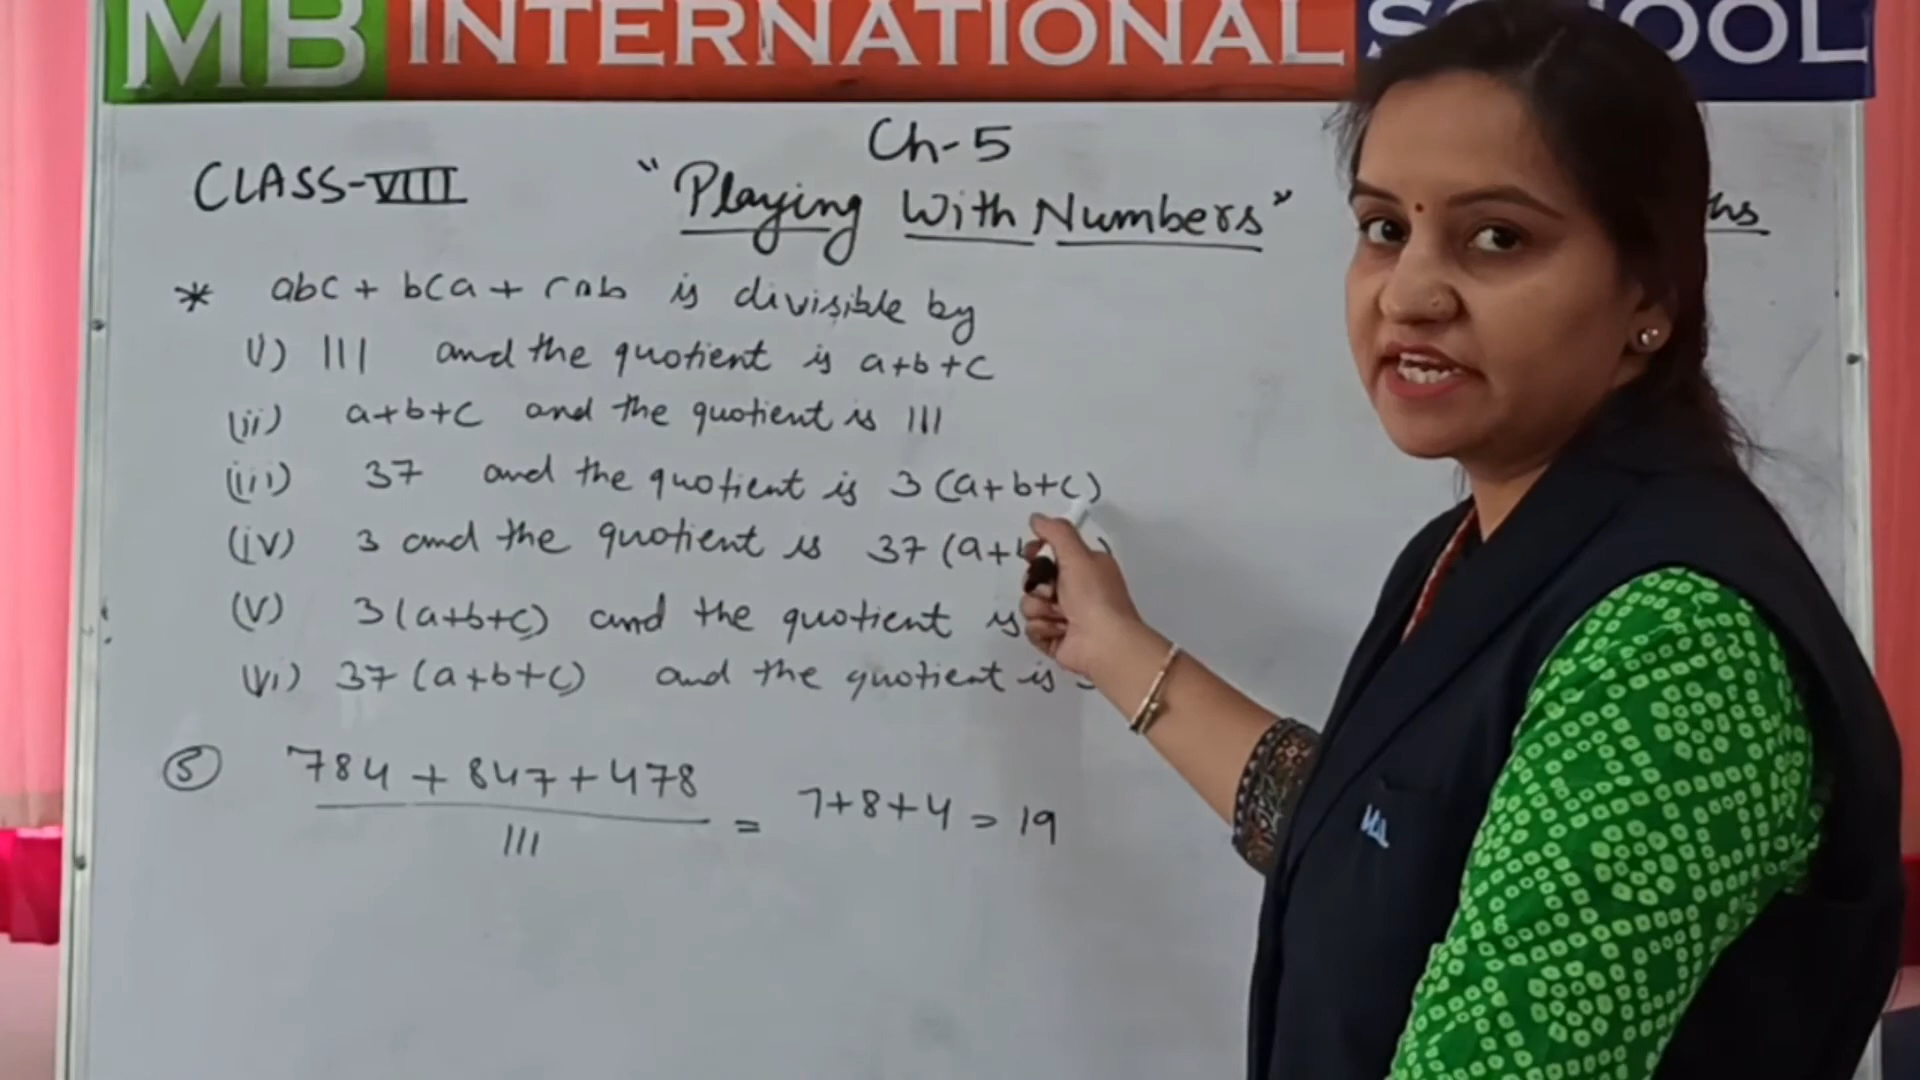 MB INTERNATIONAL SCHOOL
Ch-5
CLASS-VIII
"Playing With Numbers"
* abc + bca + cab is divisible by
i) 111 and the quotient is a+b+c
(ii) a+b+c and the quotient is 111
(iii) 37 and the quotient is 3(a+b+c)
(iv) 3 and the quotient is 37(a+
(v) 3(a+b+c) and the quotient is
(vi) 37(a+b+c) and the quotient is
⑤ 784 + 847 + 478
111
= 7+8+4 = 19